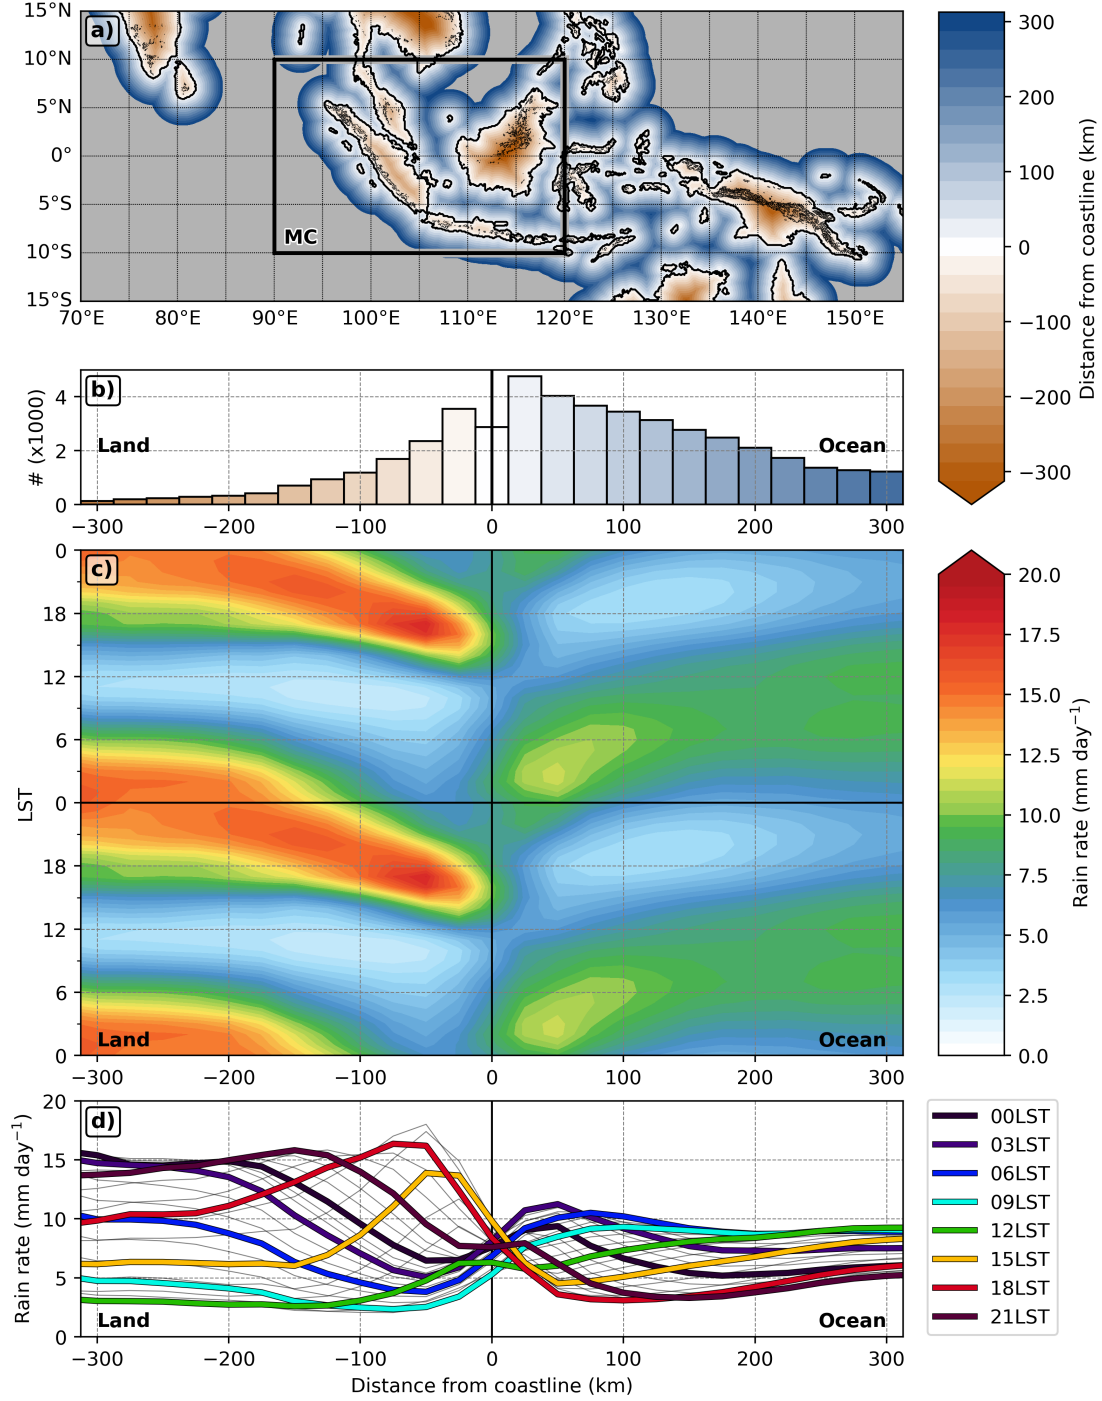 a)
15°N
10°N
5°N
0°
5°S
10°S
15°S
MC
70°E 80°E 90°E 100°E 110°E 120°E 130°E 140°E 150°E
300
200
100
0
−100
−200
−300
Distance from coastline (km)
b)
# (x1000)
4
2
0
Land
Ocean
−300 −200 −100 0 100 200 300
c)
LST
0
18
12
6
0
18
12
6
0
Land
Ocean
−300 −200 −100 0 100 200 300
20.0
17.5
15.0
12.5
10.0
7.5
5.0
2.5
0.0
Rain rate (mm day⁻¹)
d)
Rain rate (mm day⁻¹)
20
15
10
5
0
Land
Ocean
−300 −200 −100 0 100 200 300
Distance from coastline (km)
00LST
03LST
06LST
09LST
12LST
15LST
18LST
21LST